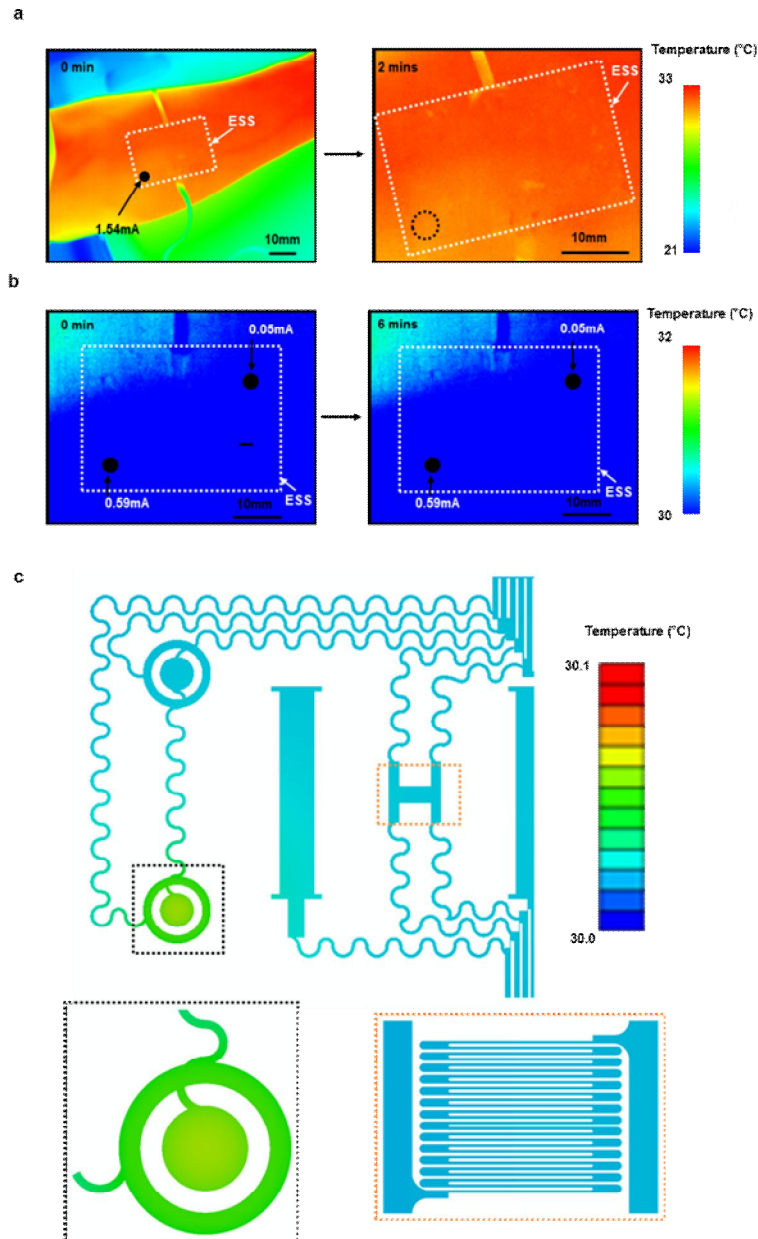 a
0 min
ESS
1.54mA
10mm
2 mins
ESS
10mm
Temperature (°C)
33
21
b
0 min
0.05mA
0.59mA
ESS
10mm
6 mins
0.05mA
0.59mA
ESS
10mm
Temperature (°C)
32
30
c
Temperature (°C)
30.1
30.0